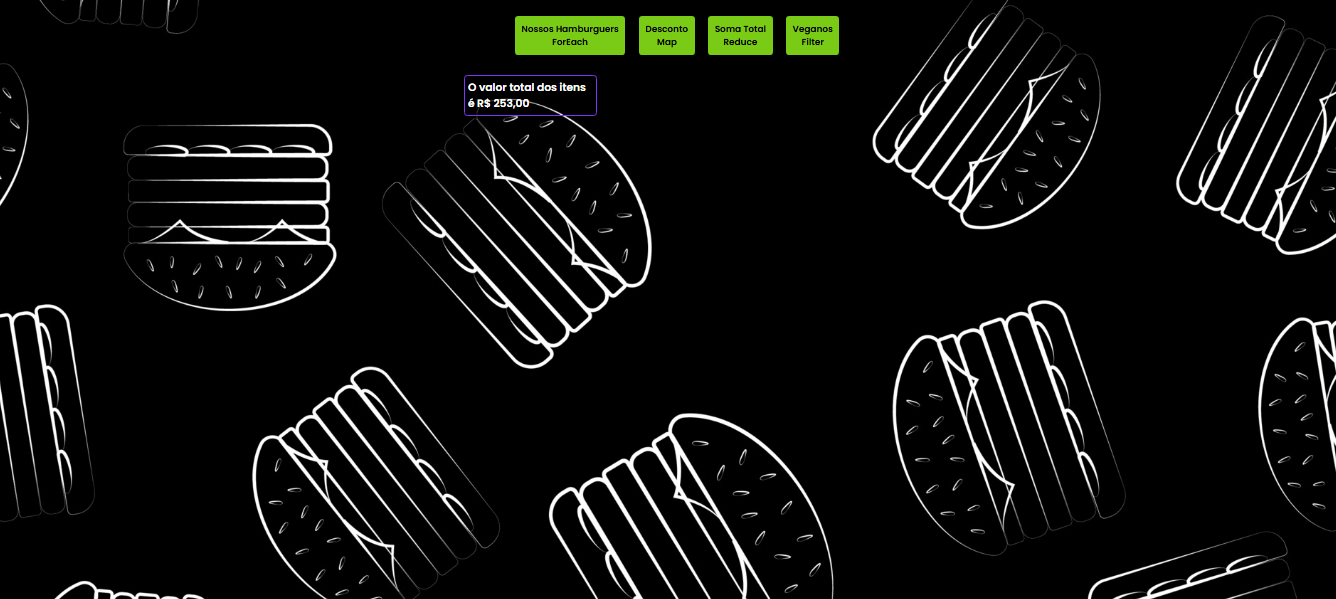 Nossos Hamburguers
ForEach
Desconto
Map
Soma Total
Reduce
Veganos
Filter
O valor total dos itens
é R$ 253,00